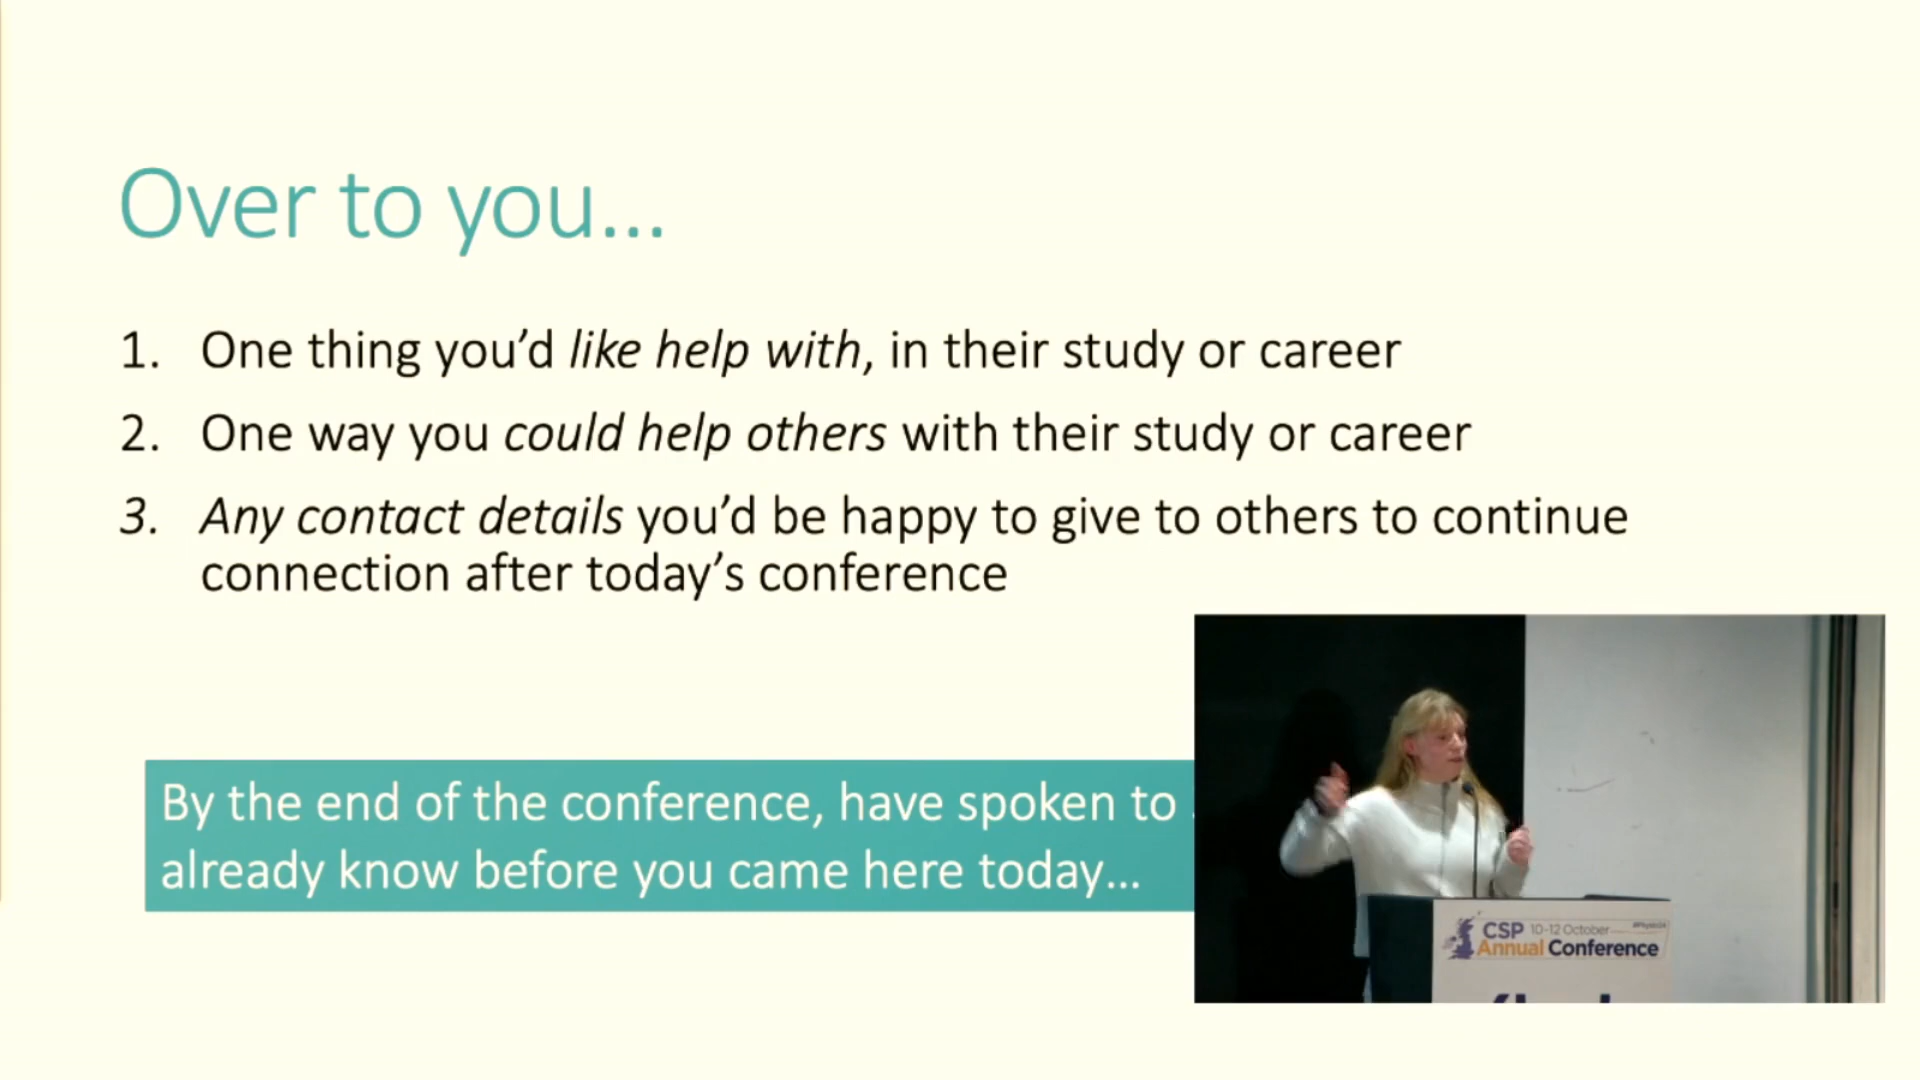 Over to you...
1. One thing you’d like help with, in their study or career
2. One way you could help others with their study or career
3. Any contact details you’d be happy to give to others to continue
connection after today’s conference
By the end of the conference, have spoken to
already know before you came here today...
CSP 10-12 October
Annual Conference